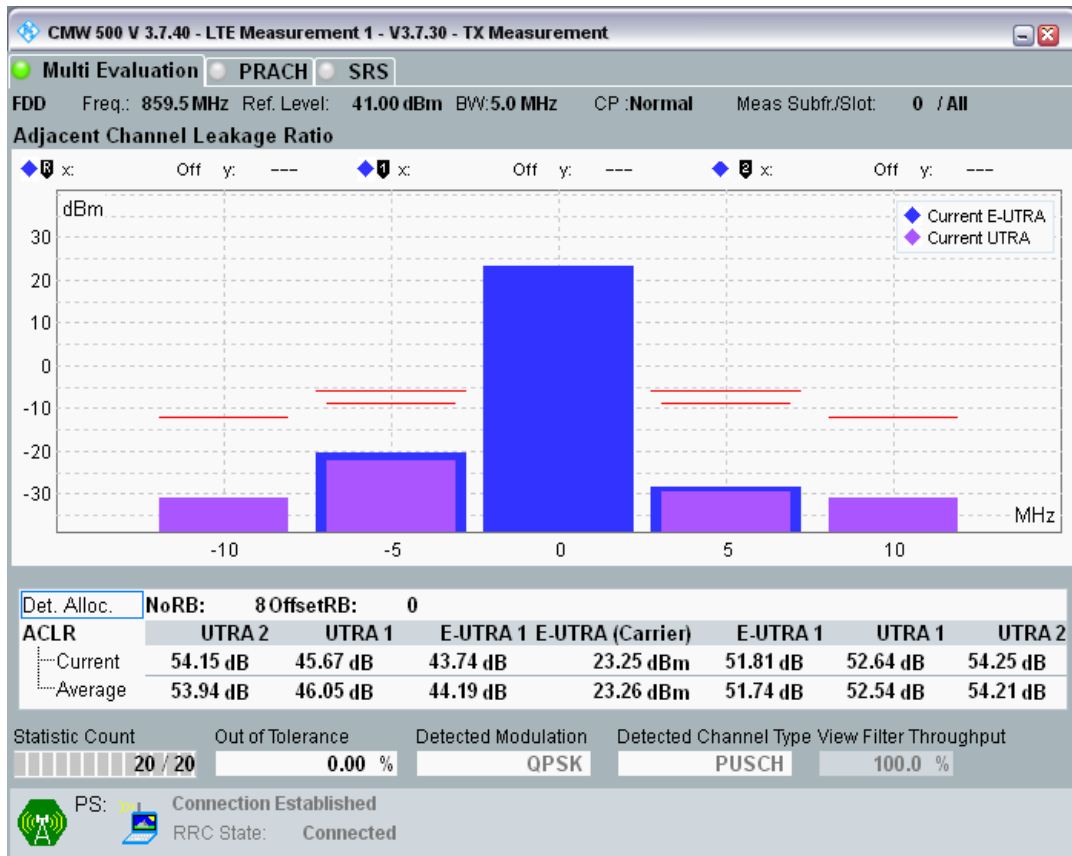 CMW 500 V 3.7.40 - LTE Measurement 1 - V3.7.30 - TX Measurement
Multi Evaluation PRACH SRS
FDD Freq.: 859.5 MHz Ref. Level: 41.00 dBm BW:5.0 MHz CP :Normal Meas Subfr./Slot: 0 / All
Adjacent Channel Leakage Ratio
R x: Off y: --- 1 x: Off y: --- 2 x: Off y: ---
dBm
Current E-UTRA
Current UTRA
30
20
10
0
-10
-20
-30
MHz
-10 -5 0 5 10
Det. Alloc. NoRB: 8 OffsetRB: 0
ACLR UTRA 2 UTRA 1 E-UTRA 1 E-UTRA (Carrier) E-UTRA 1 UTRA 1 UTRA 2
Current 54.15 dB 45.67 dB 43.74 dB 23.25 dBm 51.81 dB 52.64 dB 54.25 dB
Average 53.94 dB 46.05 dB 44.19 dB 23.26 dBm 51.74 dB 52.54 dB 54.21 dB
Statistic Count Out of Tolerance Detected Modulation Detected Channel Type View Filter Throughput
20 / 20 0.00 % QPSK PUSCH 100.0 %
PS: Connection Established
RRC State: Connected